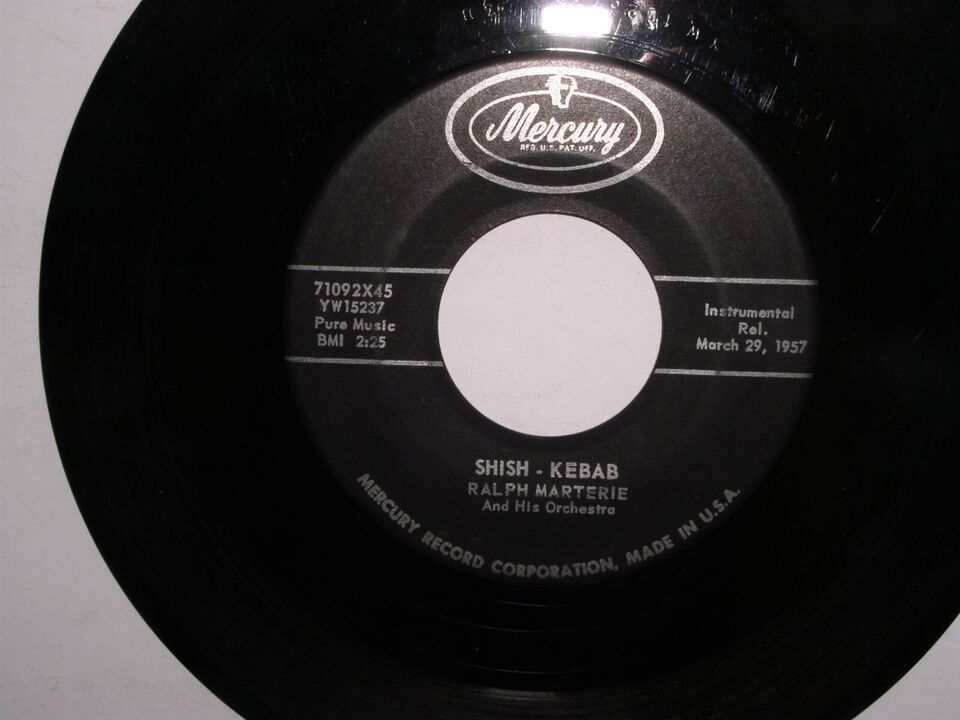 Mercury
REG. U.S. PAT. OFF.
71092X45
YW15237
Pure Music
BMI 2:25
Instrumental
Rel.
March 29, 1957
SHISH - KEBAB
RALPH MARTERIE
And His Orchestra
MERCURY RECORD CORPORATION, MADE IN U.S.A.